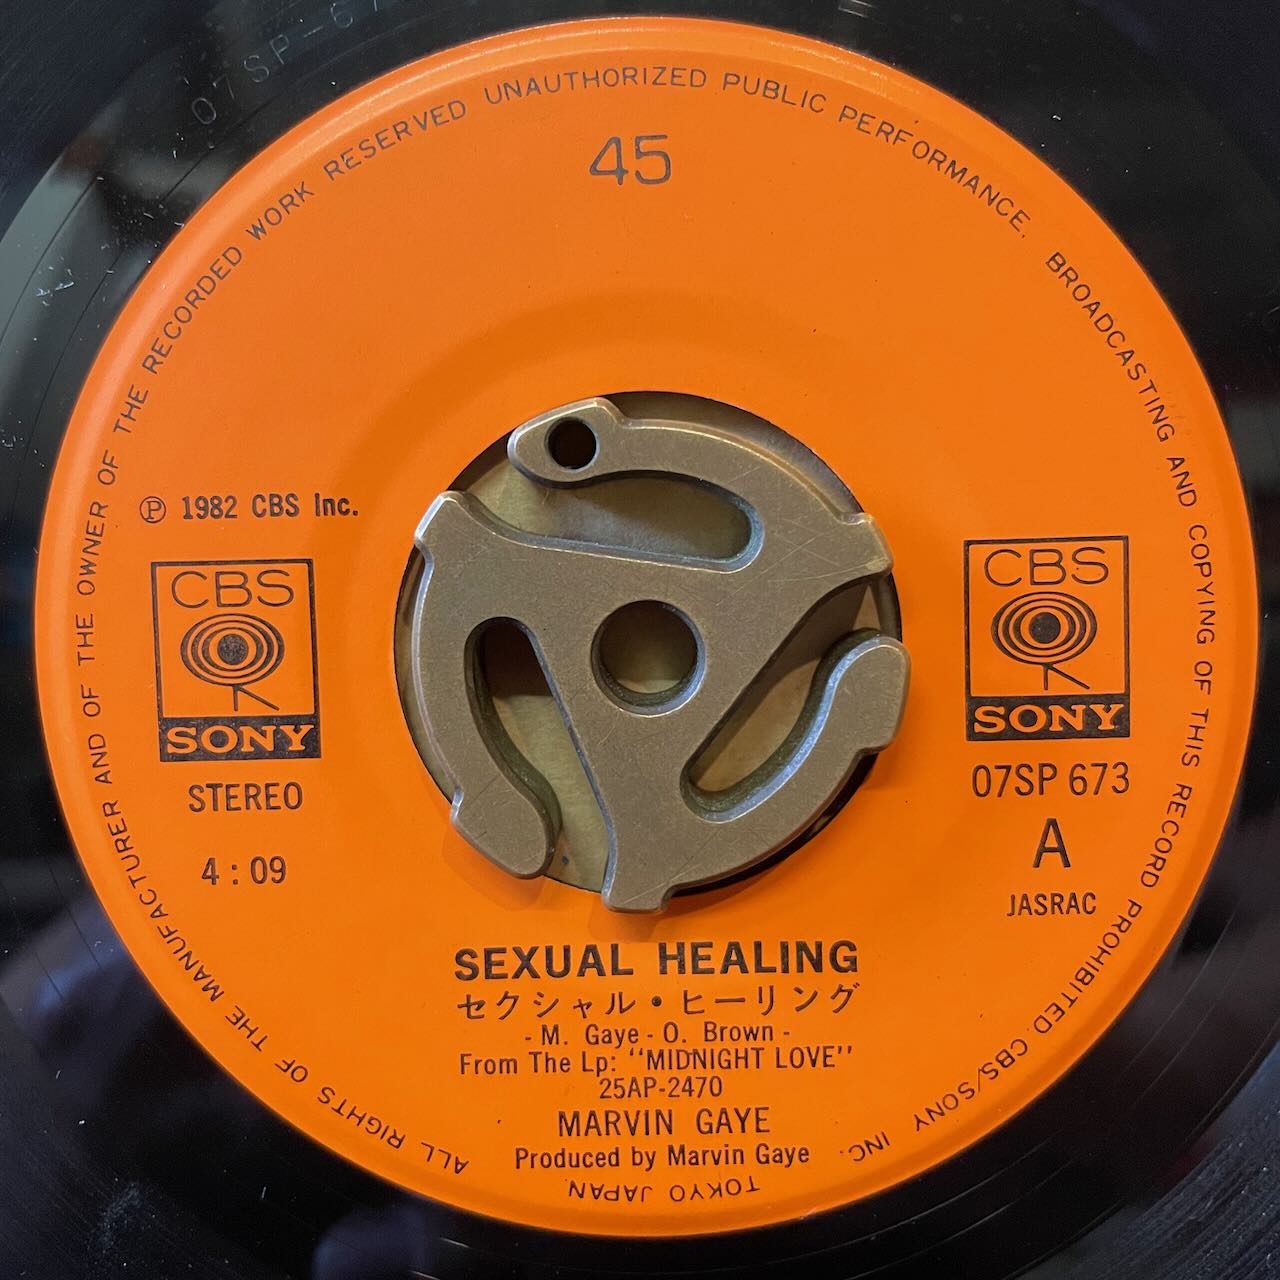 07SP-67
ALL RIGHTS OF THE MANUFACTURER AND OF THE OWNER OF THE RECORDED WORK RESERVED UNAUTHORIZED PUBLIC PERFORMANCE, BROADCASTING AND COPYING OF THIS RECORD PROHIBITED. CBS/SONY INC.
TOKYO JAPAN
45
Ⓟ 1982 CBS Inc.
CBS
SONY
STEREO
4:09
CBS
SONY
07SP 673
A
JASRAC
SEXUAL HEALING
セクシャル・ヒーリング
- M. Gaye - O. Brown -
From The Lp: "MIDNIGHT LOVE"
25AP-2470
MARVIN GAYE
Produced by Marvin Gaye